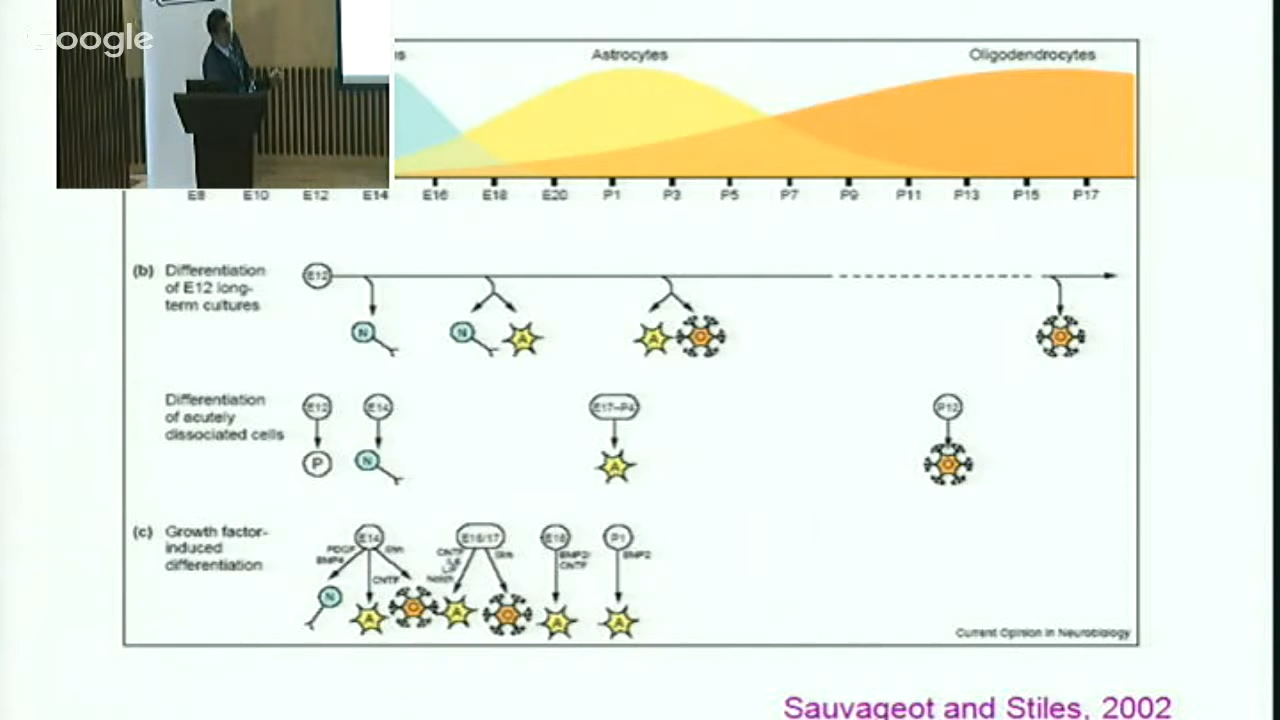 Google
Astrocytes
Oligodendrocytes
E8 E10 E12 E14 E16 E18 E20 P1 P3 P5 P7 P9 P11 P13 P15 P17
(b) Differentiation
of E12 long-
term cultures
E12
N N A A O O
Differentiation
of acutely
dissociated cells
E12 E14 E17–P4 P12
P N A O
(c) Growth factor-
induced
differentiation
E14 E16/17 E18 P1
PDGF Shh CNTF Shh BMP2/ BMP2
CNTF
CNTF
Notch
N A O A O A A
Current Opinion in Neurobiology
Sauvageot and Stiles, 2002